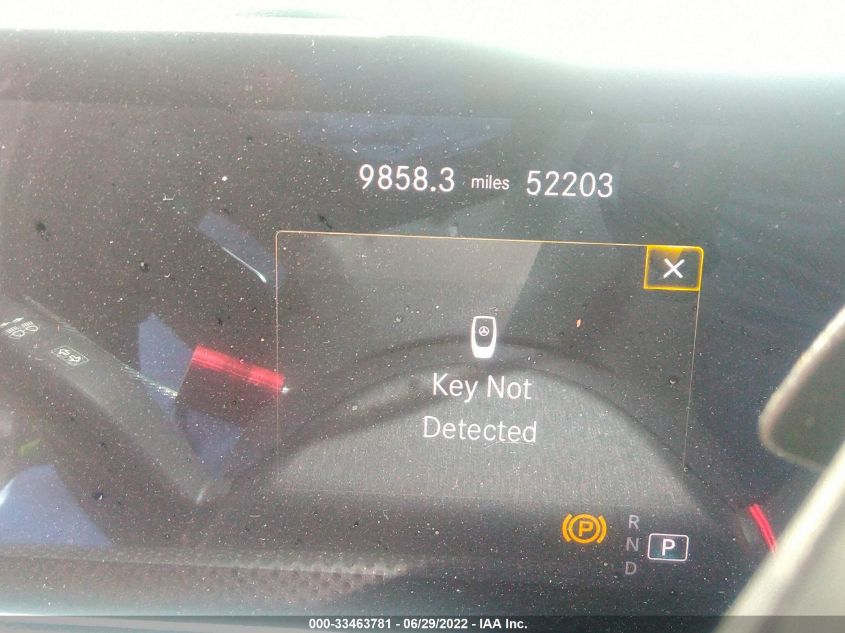 9858.3 miles 52203
Key Not
Detected
P
R
N
D
P
000-33463781 - 06/29/2022 - IAA Inc.